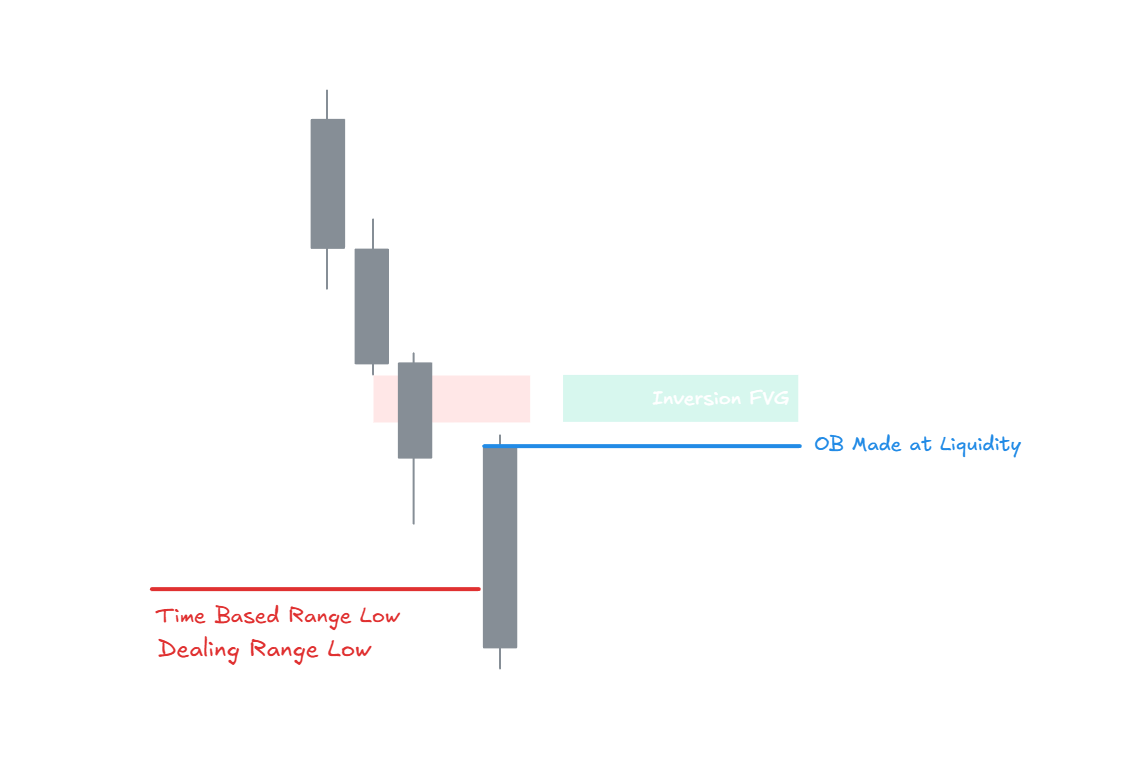 Inversion FVG
OB Made at Liquidity
Time Based Range Low
Dealing Range Low